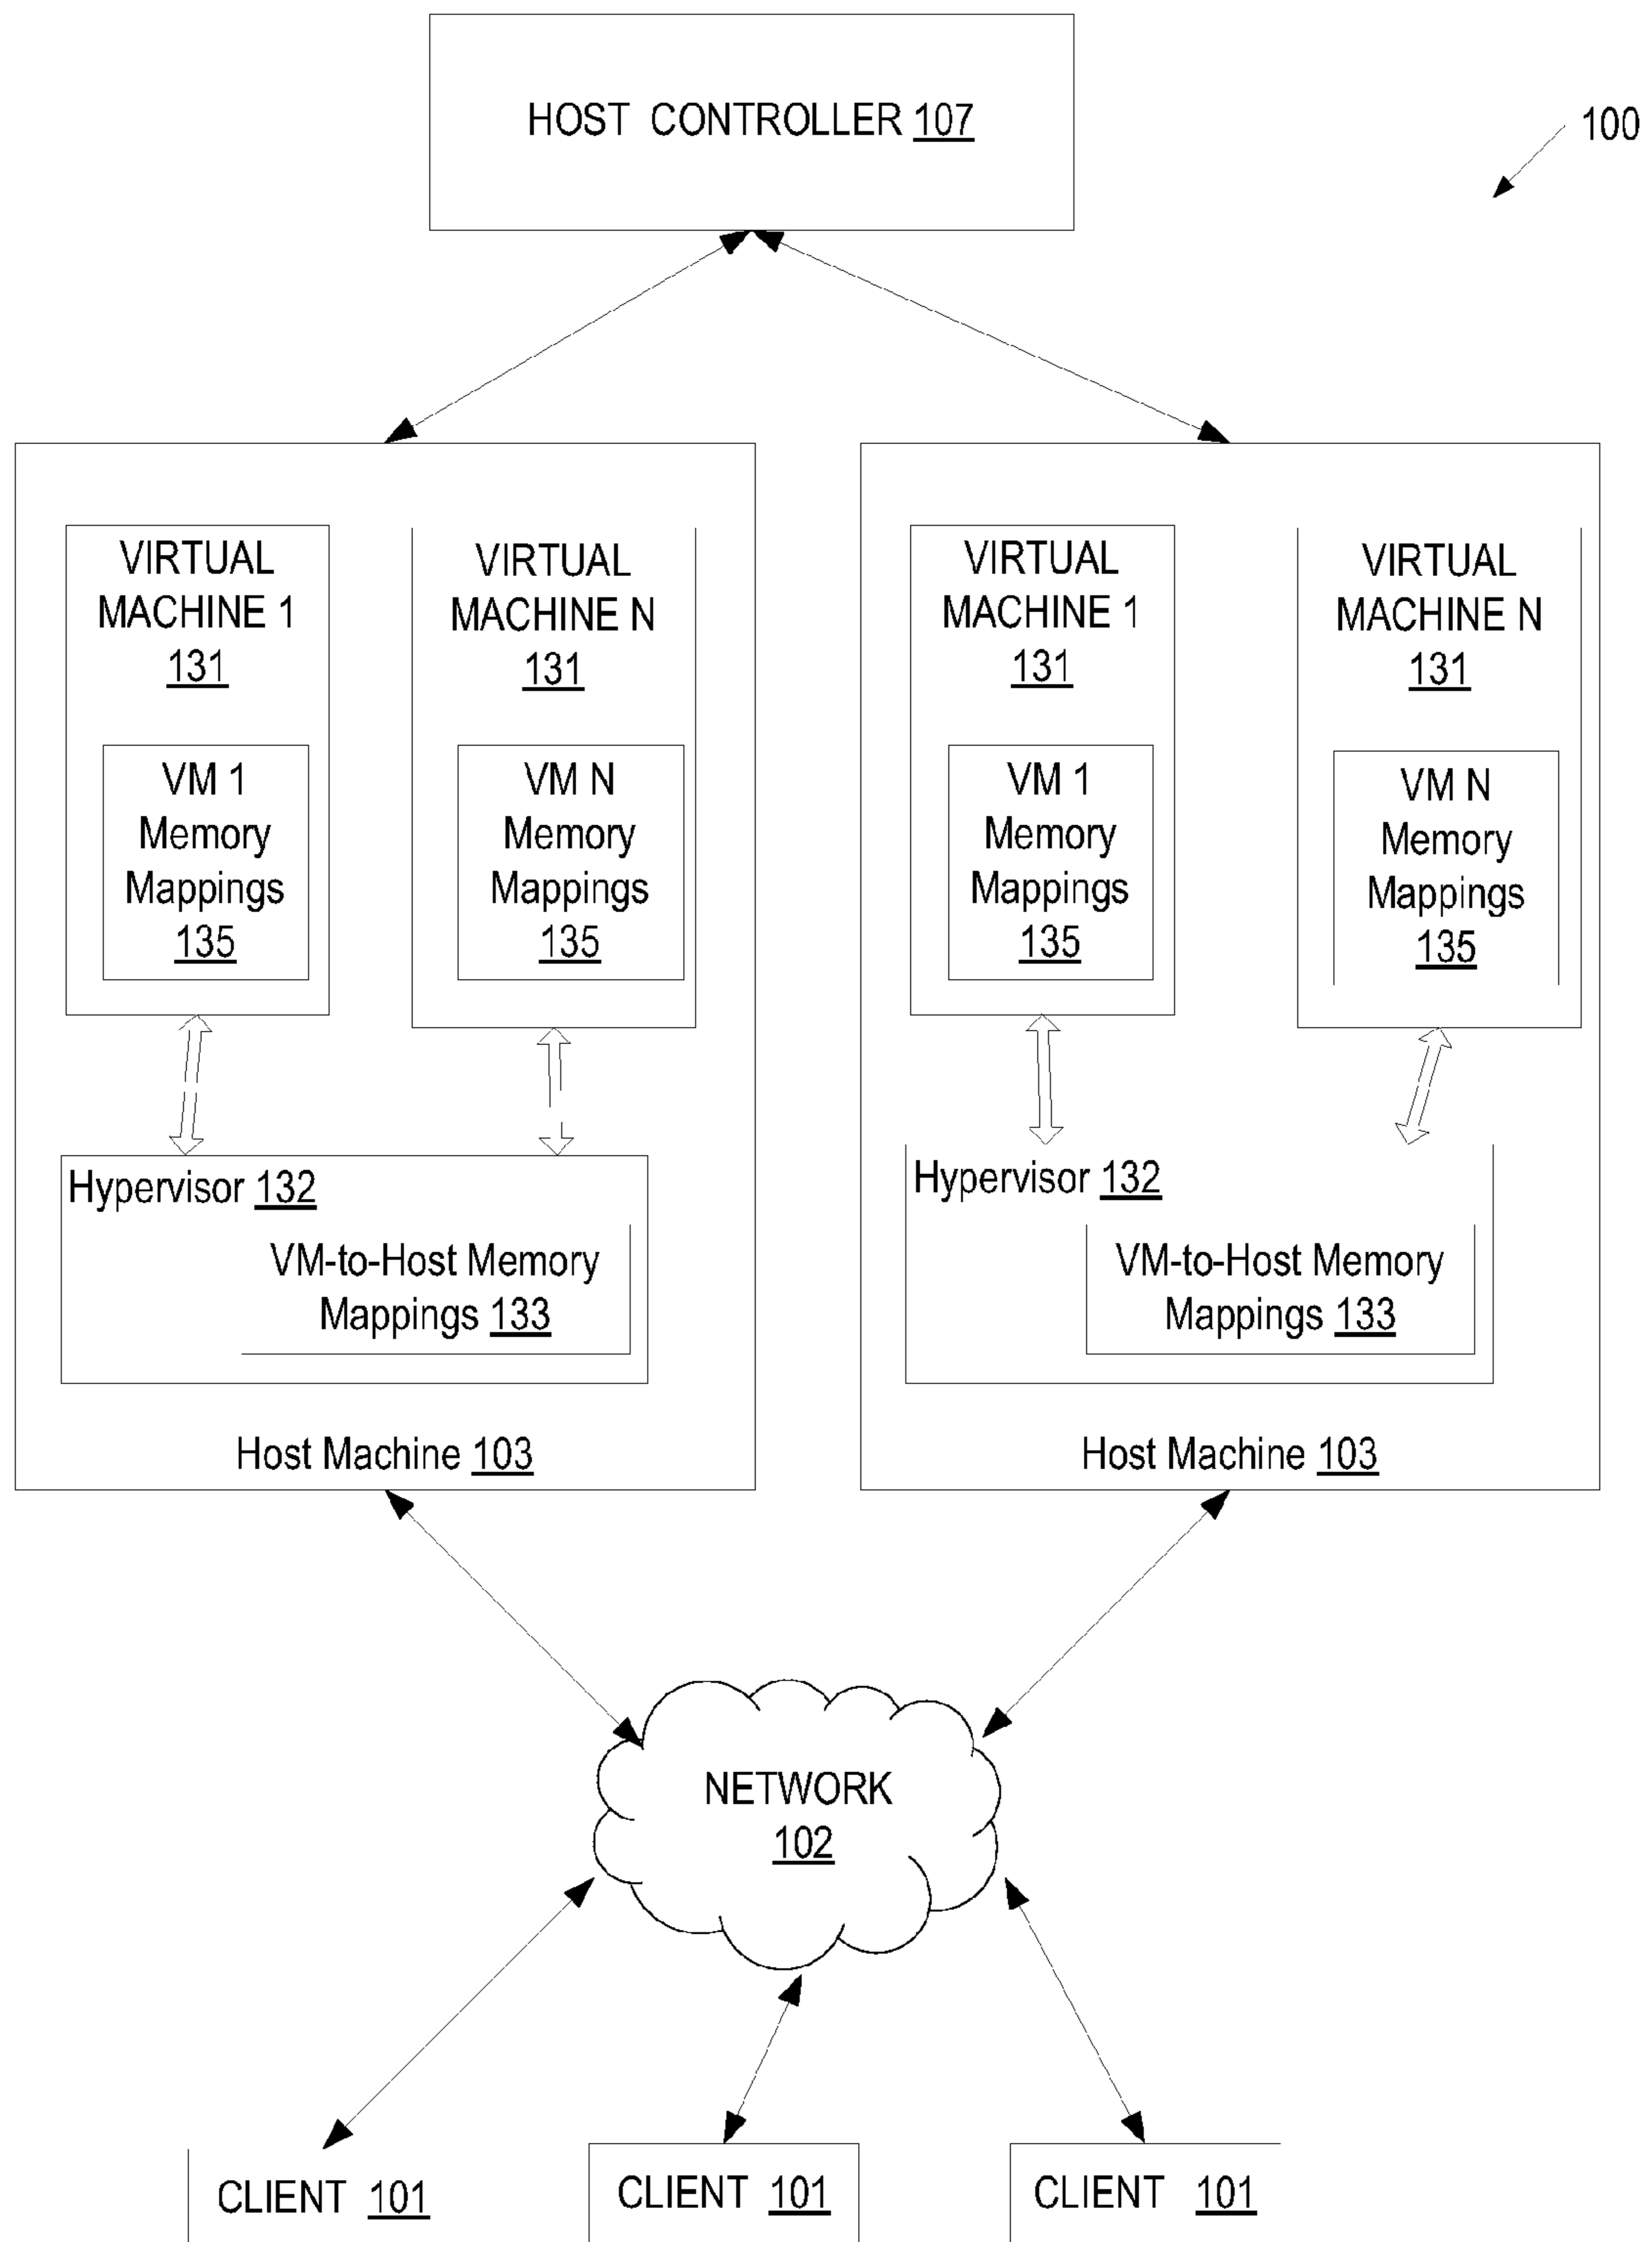 HOST CONTROLLER 107
100
VIRTUAL
MACHINE 1
131
VM 1
Memory
Mappings
135
VIRTUAL
MACHINE N
131
VM N
Memory
Mappings
135
Hypervisor 132
VM-to-Host Memory
Mappings 133
Host Machine 103
VIRTUAL
MACHINE 1
131
VM 1
Memory
Mappings
135
VIRTUAL
MACHINE N
131
VM N
Memory
Mappings
135
Hypervisor 132
VM-to-Host Memory
Mappings 133
Host Machine 103
NETWORK
102
CLIENT 101
CLIENT 101
CLIENT 101